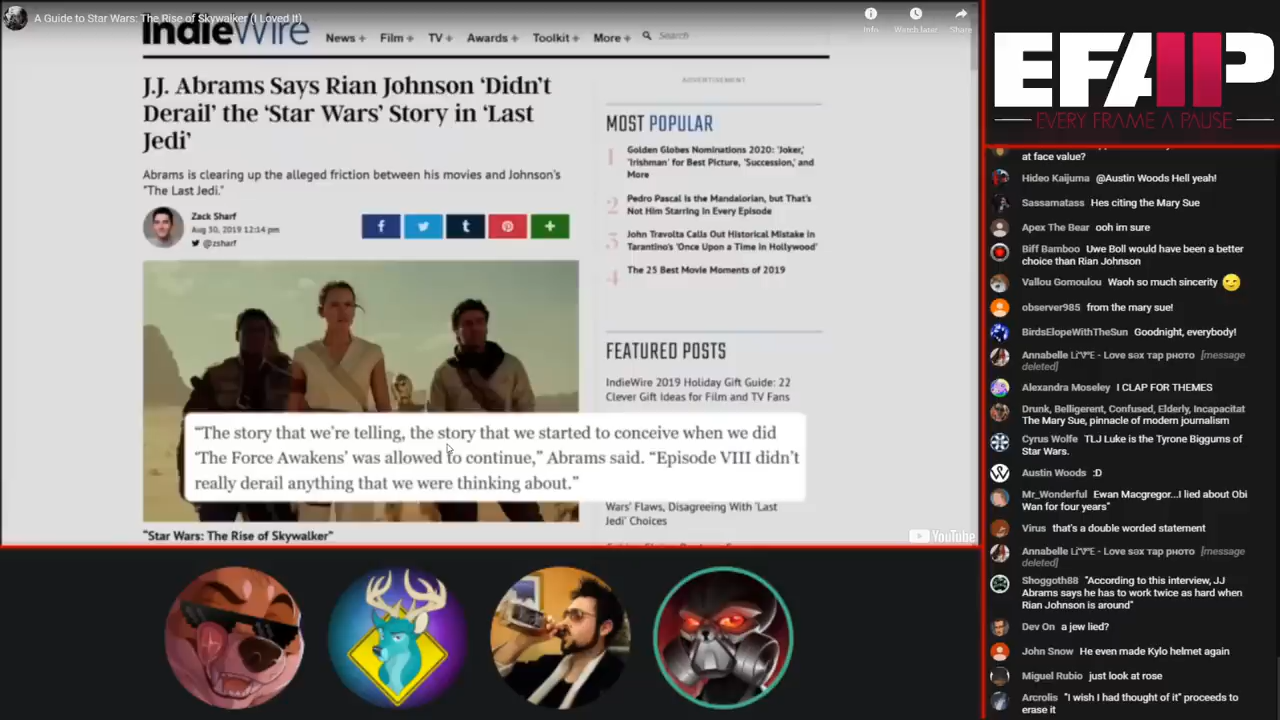 A Guide to Star Wars: The Rise of Skywalker (I Loved It)
Info
Watch later
Share
IndieWire
News +
Film +
TV +
Awards +
Toolkit +
More +
Search
J.J. Abrams Says Rian Johnson ‘Didn’t
Derail’ the ‘Star Wars’ Story in ‘Last
Jedi’
Abrams is clearing up the alleged friction between his movies and Johnson's
"The Last Jedi."
Zack Sharf
Aug 30, 2019 12:14 pm
@zsharf
“The story that we’re telling, the story that we started to conceive when we did
‘The Force Awakens’ was allowed to continue,” Abrams said. “Episode VIII didn’t
really derail anything that we were thinking about.”
“Star Wars: The Rise of Skywalker”
ADVERTISEMENT
MOST POPULAR
1 Golden Globes Nominations 2020: 'Joker,'
'Irishman' for Best Picture, 'Succession,' and
More
2 Pedro Pascal Is the Mandalorian, but That's
Not Him Starring in Every Episode
3 John Travolta Calls Out Historical Mistake in
Tarantino's 'Once Upon a Time in Hollywood'
4 The 25 Best Movie Moments of 2019
FEATURED POSTS
IndieWire 2019 Holiday Gift Guide: 22
Clever Gift Ideas for Film and TV Fans
Wars' Flaws, Disagreeing With 'Last
Jedi' Choices
YouTube
EFAP
EVERY FRAME A PAUSE
at face value?
Hideo Kaijuma @Austin Woods Hell yeah!
Sassamatass Hes citing the Mary Sue
Apex The Bear ooh im sure
Biff Bamboo Uwe Boll would have been a better
choice than Rian Johnson
Vallou Gomoulou Waoh so much sincerity 😉
observer985 from the mary sue!
BirdsElopeWithTheSun Goodnight, everybody!
[message
deleted]
Alexandra Moseley I CLAP FOR THEMES
Drunk, Belligerent, Confused, Elderly, Incapacitat
The Mary Sue, pinnacle of modern journalism
Cyrus Wolfe TLJ Luke is the Tyrone Biggums of
Star Wars.
Austin Woods :D
Mr_Wonderful Ewan Macgregor...I lied about Obi
Wan for four years"
Virus that's a double worded statement
[message
deleted]
Shoggoth88 "According to this interview, JJ
Abrams says he has to work twice as hard when
Rian Johnson is around"
Dev On a jew lied?
John Snow He even made Kylo helmet again
Miguel Rubio just look at rose
Arcrolis "I wish I had thought of it" proceeds to
erase it